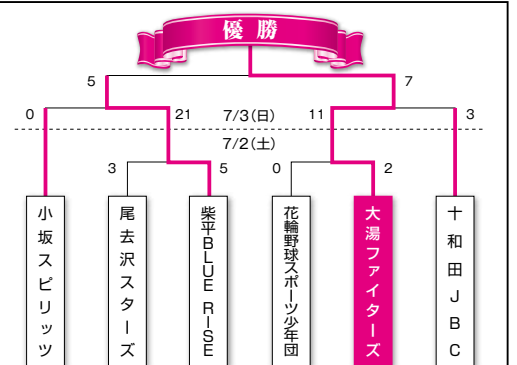 優勝
5 7
0 21 7/3(日) 11 3
7/2(土)
3 5 0 2
小坂スピリッツ
尾去沢スターズ
柴平BLUE RISE
花輪野球スポーツ少年団
大湯ファイターズ
十和田JBC